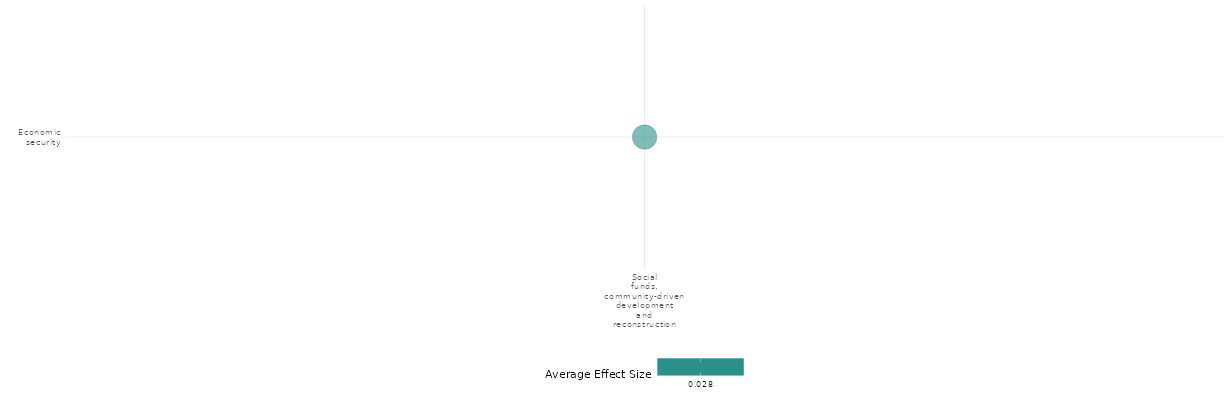 Economic
security
Social
funds,
community-driven
development
and
reconstruction
Average Effect Size
0.028